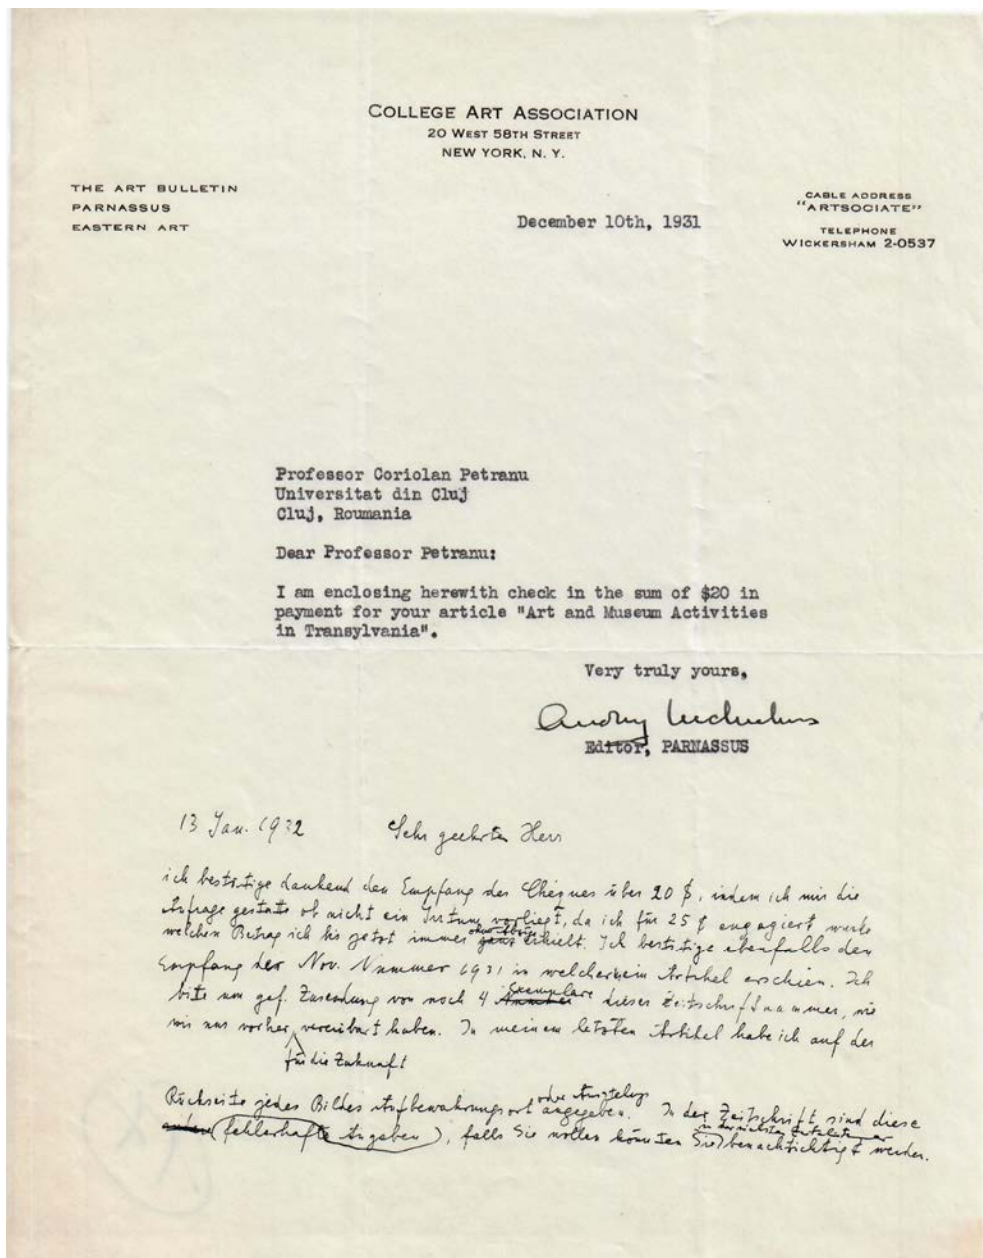 COLLEGE ART ASSOCIATION
20 WEST 58TH STREET
NEW YORK, N. Y.
THE ART BULLETIN
PARNASSUS
EASTERN ART
December 10th, 1931
CABLE ADDRESS
"ARTSOCIATE"
TELEPHONE
WICKERSHAM 2-0537
Professor Coriolan Petranu
Universitat din Cluj
Cluj, Roumania
Dear Professor Petranu:
I am enclosing herewith check in the sum of $20 in
payment for your article "Art and Museum Activities
in Transylvania".
Very truly yours,
Audrey
Editor, PARNASSUS
13 Jan. 1932 Sehr geehrter Herr
ich bestätige dankend den Empfang des Cheques über 20 $, indem ich mir die
Anfrage gestatte ob nicht ein Irrtum vorliegt, da ich für 25 $ engagiert wurde
welchen Betrag ich bis jetzt immer erhielt. Ich bestätige ebenfalls den
Empfang der Nov. Nummer 1931 in welcher mein Artikel erschien. Ich
bitte um gef. Zusendung von noch 4 Exemplare dieser Zeitschriftnummer, wie
wir uns vorher vereinbart haben. In meinem letzten Artikel habe ich auf der
für die Zukunft
Rückseite jedes Bildes Aufbewahrungsort oder angegeben. In der Zeitschrift sind diese
(fehlerhafte Angaben), falls Sie wollen könnten Sie benachrichtigt werden.